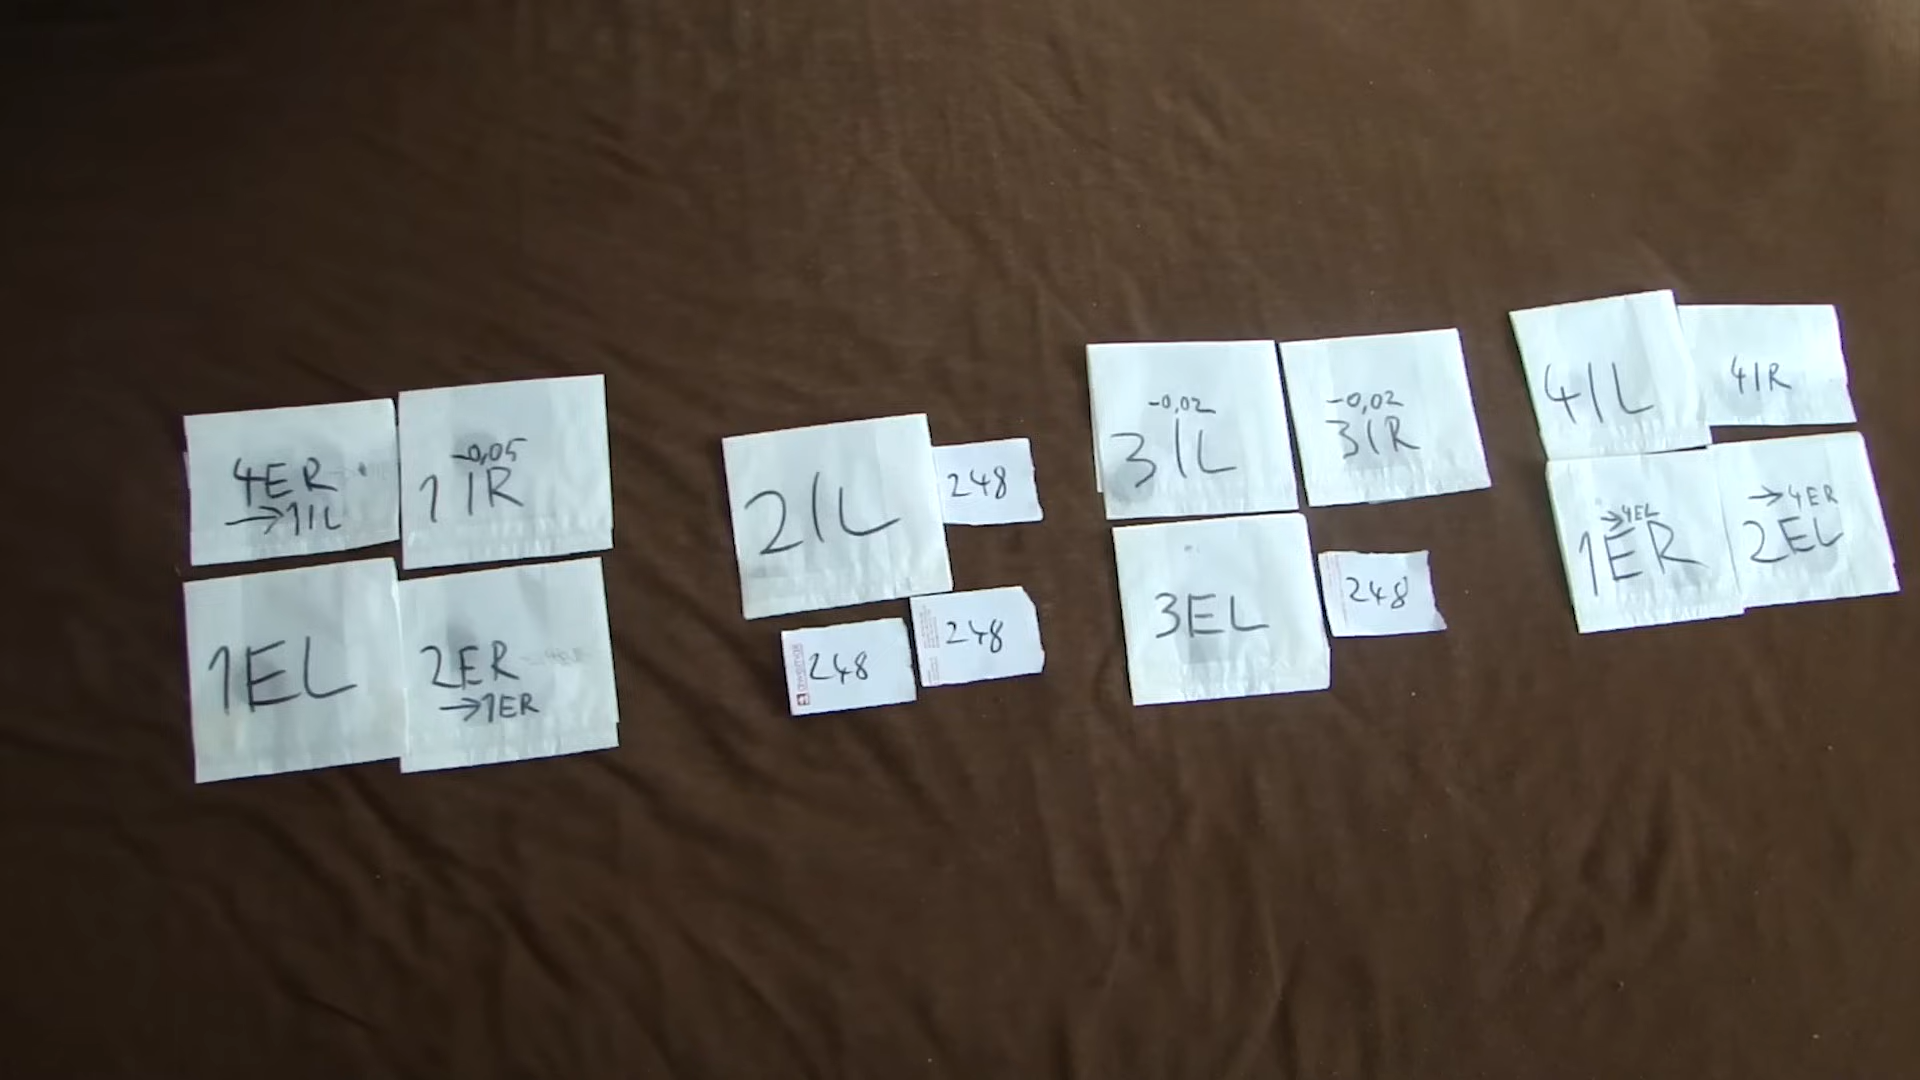 4ER
→1IL
-0,05
1IR
1EL
2ER
→1ER
2IL
248
248
248
-0,02
3IL
-0,02
3IR
3EL
248
4IL
4IR
→4EL
1ER
→4ER
2EL